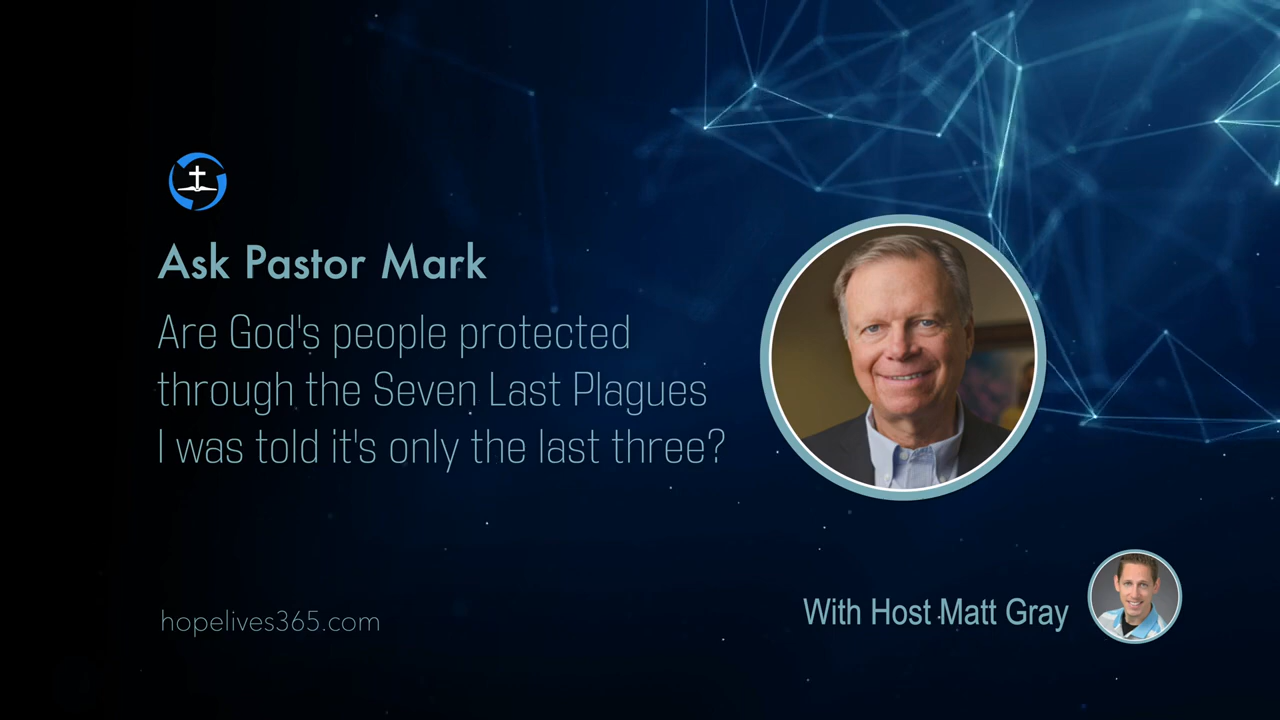 Ask Pastor Mark
Are God's people protected
through the Seven Last Plagues
I was told it's only the last three?
hopelives365.com
With Host Matt Gray